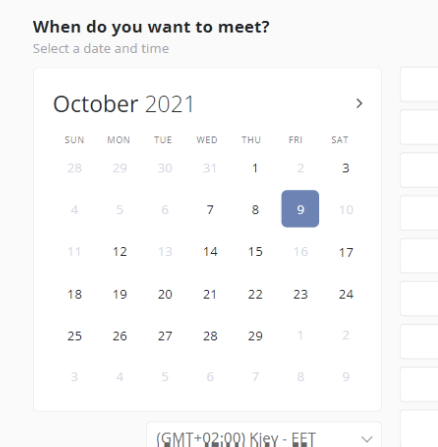 When do you want to meet?
Select a date and time
October 2021
SUN MON TUE WED THU FRI SAT
28 29 30 31 1 2 3
4 5 6 7 8 9 10
11 12 13 14 15 16 17
18 19 20 21 22 23 24
25 26 27 28 29 1 2
3 4 5 6 7 8 9
(GMT+02:00) Kiev - EET